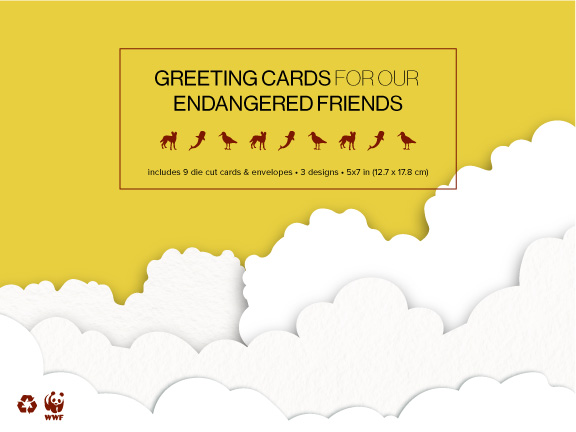 GREETING CARDS FOR OUR
ENDANGERED FRIENDS
includes 9 die cut cards & envelopes • 3 designs • 5x7 in (12.7 x 17.8 cm)
WWF